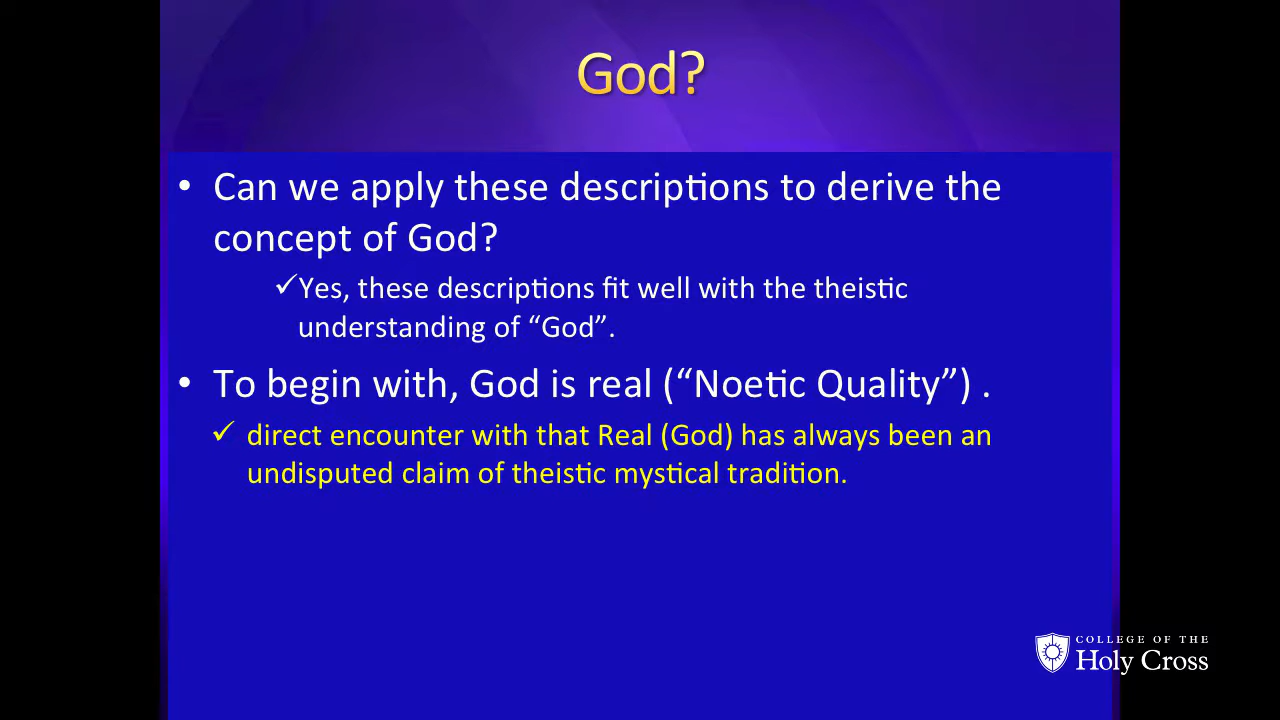 God?
• Can we apply these descriptions to derive the
concept of God?
✓Yes, these descriptions fit well with the theistic
understanding of “God”.
• To begin with, God is real (“Noetic Quality”) .
✓ direct encounter with that Real (God) has always been an
undisputed claim of theistic mystical tradition.
COLLEGE OF THE
Holy Cross